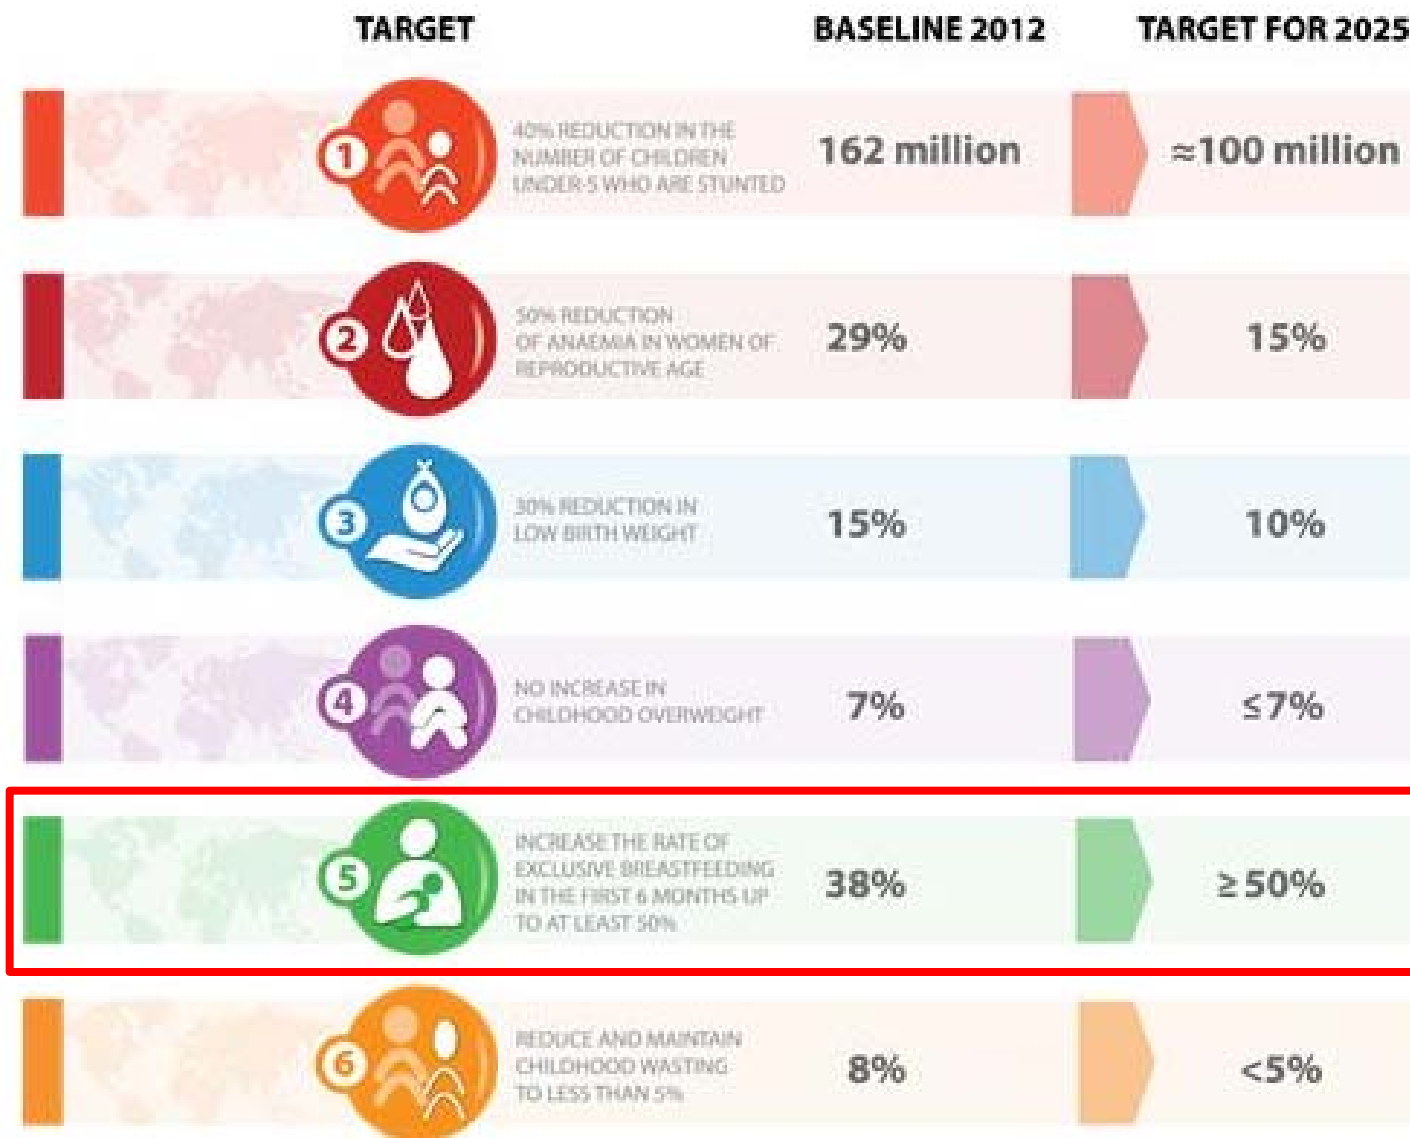 TARGET BASELINE 2012 TARGET FOR 2025
1
40% REDUCTION IN THE
NUMBER OF CHILDREN
UNDER-5 WHO ARE STUNTED
162 million
≈100 million
2
50% REDUCTION
OF ANAEMIA IN WOMEN OF
REPRODUCTIVE AGE
29%
15%
3
30% REDUCTION IN
LOW BIRTH WEIGHT
15%
10%
4
NO INCREASE IN
CHILDHOOD OVERWEIGHT
7%
≤7%
5
INCREASE THE RATE OF
EXCLUSIVE BREASTFEEDING
IN THE FIRST 6 MONTHS UP
TO AT LEAST 50%
38%
≥50%
6
REDUCE AND MAINTAIN
CHILDHOOD WASTING
TO LESS THAN 5%
8%
<5%